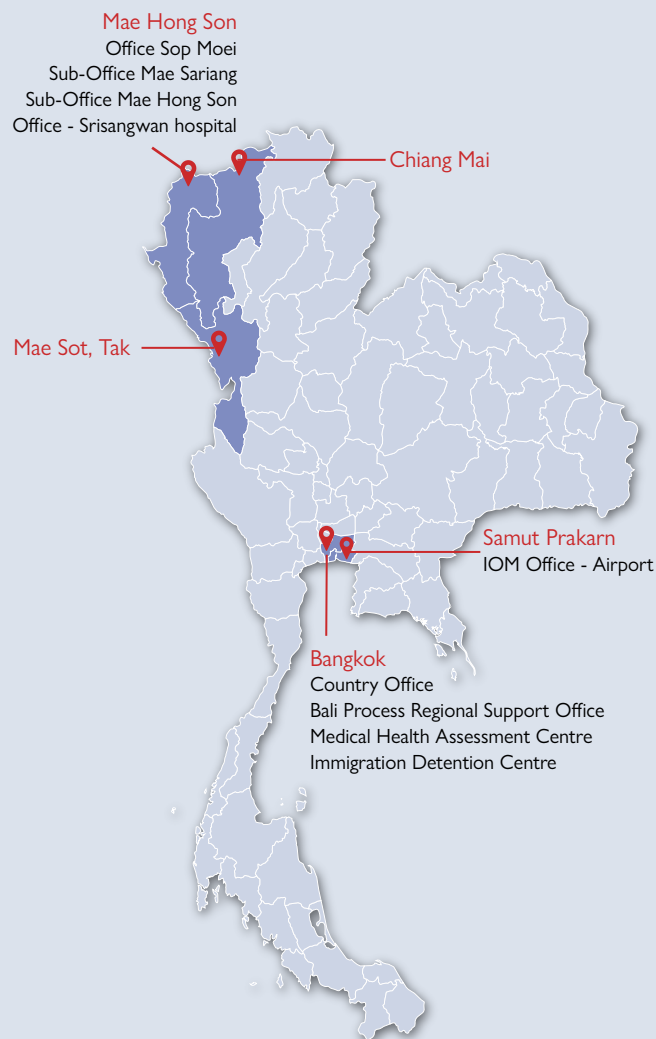 Mae Hong Son
Office Sop Moei
Sub-Office Mae Sariang
Sub-Office Mae Hong Son
Office - Srisangwan hospital
Chiang Mai
Mae Sot, Tak
Samut Prakarn
IOM Office - Airport
Bangkok
Country Office
Bali Process Regional Support Office
Medical Health Assessment Centre
Immigration Detention Centre